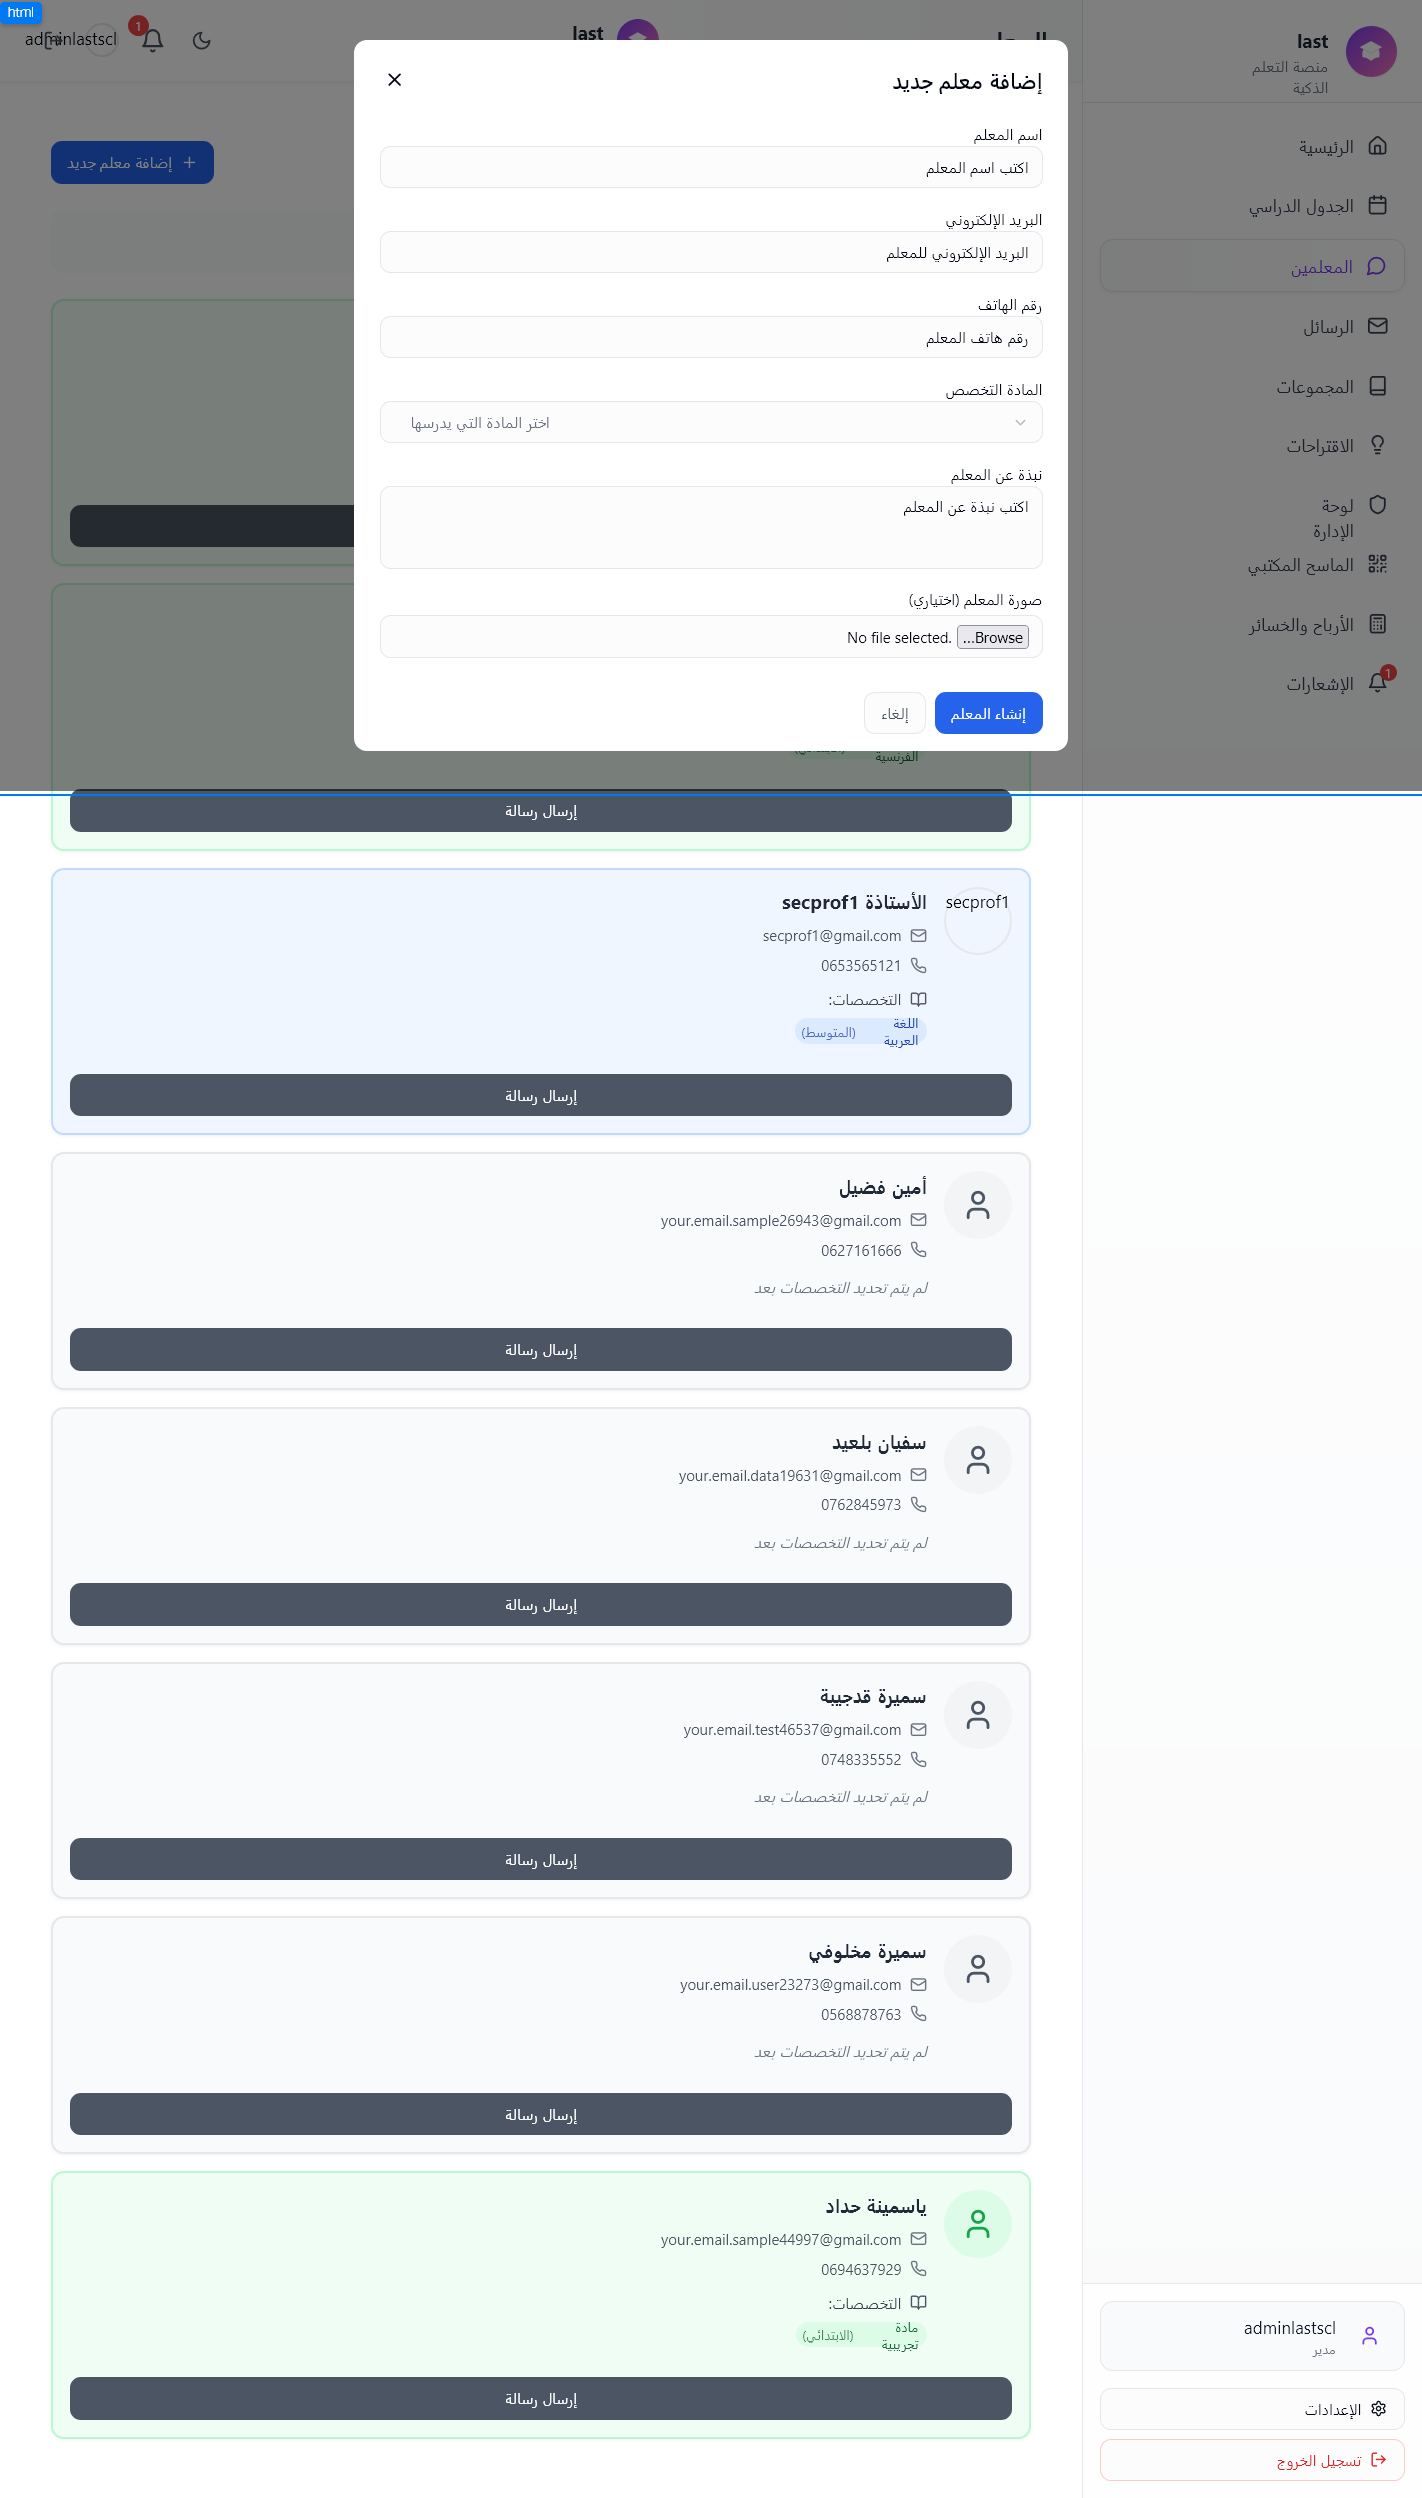 html
last
منصة التعلم
الذكية
الرئيسية
الجدول الدراسي
المعلمين
الرسائل
المجموعات
الاقتراحات
لوحة
الإدارة
الماسح المكتبي
الأرباح والخسائر
الإشعارات
1
adminlastscl
مدير
الإعدادات
تسجيل الخروج
last
1
adminlastscl
إضافة معلم جديد
إضافة معلم جديد
اسم المعلم
اكتب اسم المعلم
البريد الإلكتروني
البريد الإلكتروني للمعلم
رقم الهاتف
رقم هاتف المعلم
المادة التخصص
اختر المادة التي يدرسها
نبذة عن المعلم
اكتب نبذة عن المعلم
صورة المعلم (اختياري)
Browse... No file selected.
إنشاء المعلم
إلغاء
الفرنسية
إرسال رسالة
secprof1
الأستاذة secprof1
secprof1@gmail.com
0653565121
التخصصات:
اللغة
العربية
(المتوسط)
إرسال رسالة
أمين فضيل
your.email.sample26943@gmail.com
0627161666
لم يتم تحديد التخصصات بعد
إرسال رسالة
سفيان بلعيد
your.email.data19631@gmail.com
0762845973
لم يتم تحديد التخصصات بعد
إرسال رسالة
سميرة قدجيبة
your.email.test46537@gmail.com
0748335552
لم يتم تحديد التخصصات بعد
إرسال رسالة
سميرة مخلوفي
your.email.user23273@gmail.com
0568878763
لم يتم تحديد التخصصات بعد
إرسال رسالة
ياسمينة حداد
your.email.sample44997@gmail.com
0694637929
التخصصات:
مادة
تجريبية
(الابتدائي)
إرسال رسالة